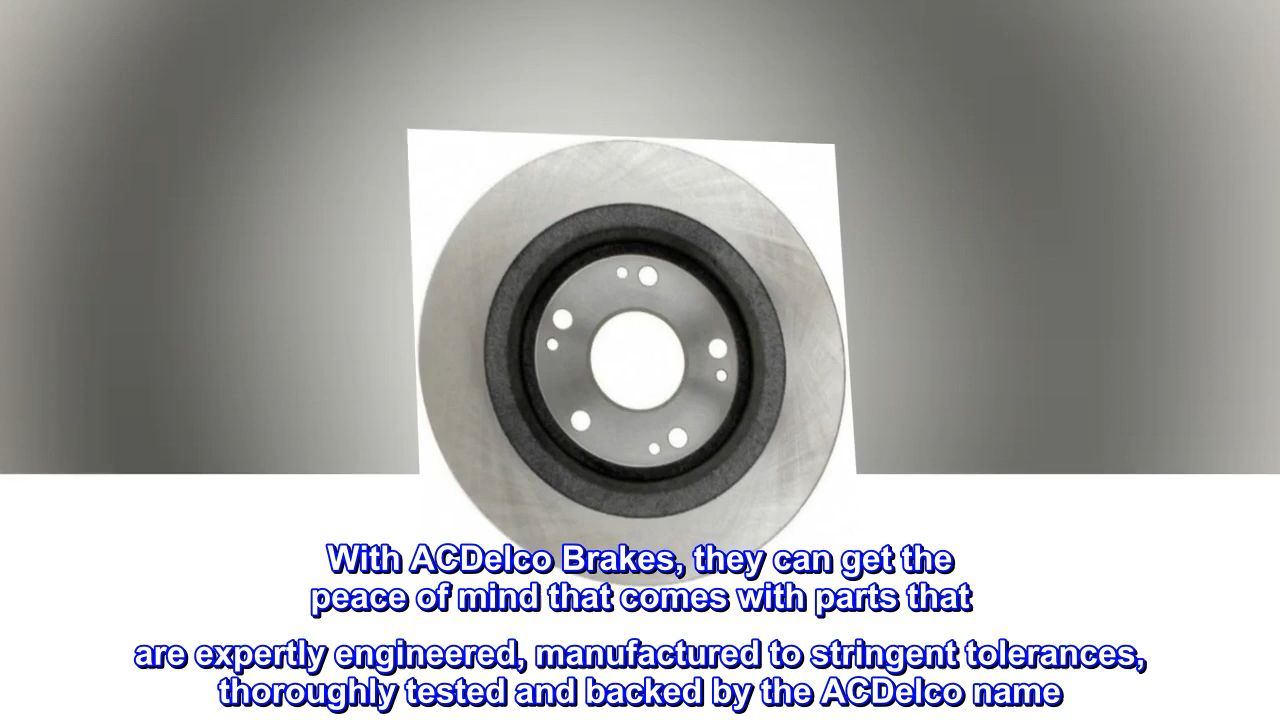 With ACDelco Brakes, they can get the
peace of mind that comes with parts that
are expertly engineered, manufactured to stringent tolerances,
thoroughly tested and backed by the ACDelco name